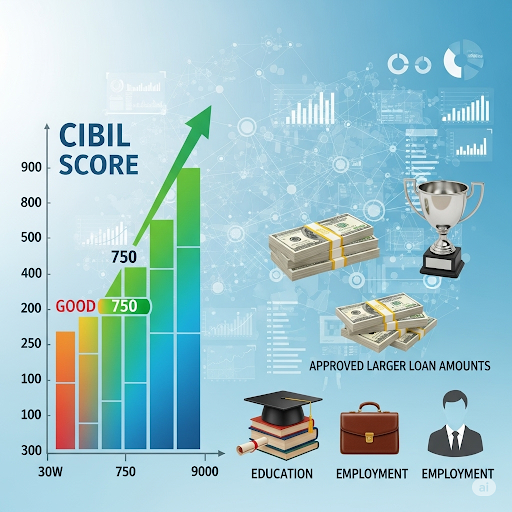 CIBIL
SCORE
900
800
500
400
200
250
100
100
300
750
GOOD 750
30W 750 9000
APPROVED LARGER LOAN AMOUNTS
EDUCATION EMPLOYMENT EMPLOYMENT
ai